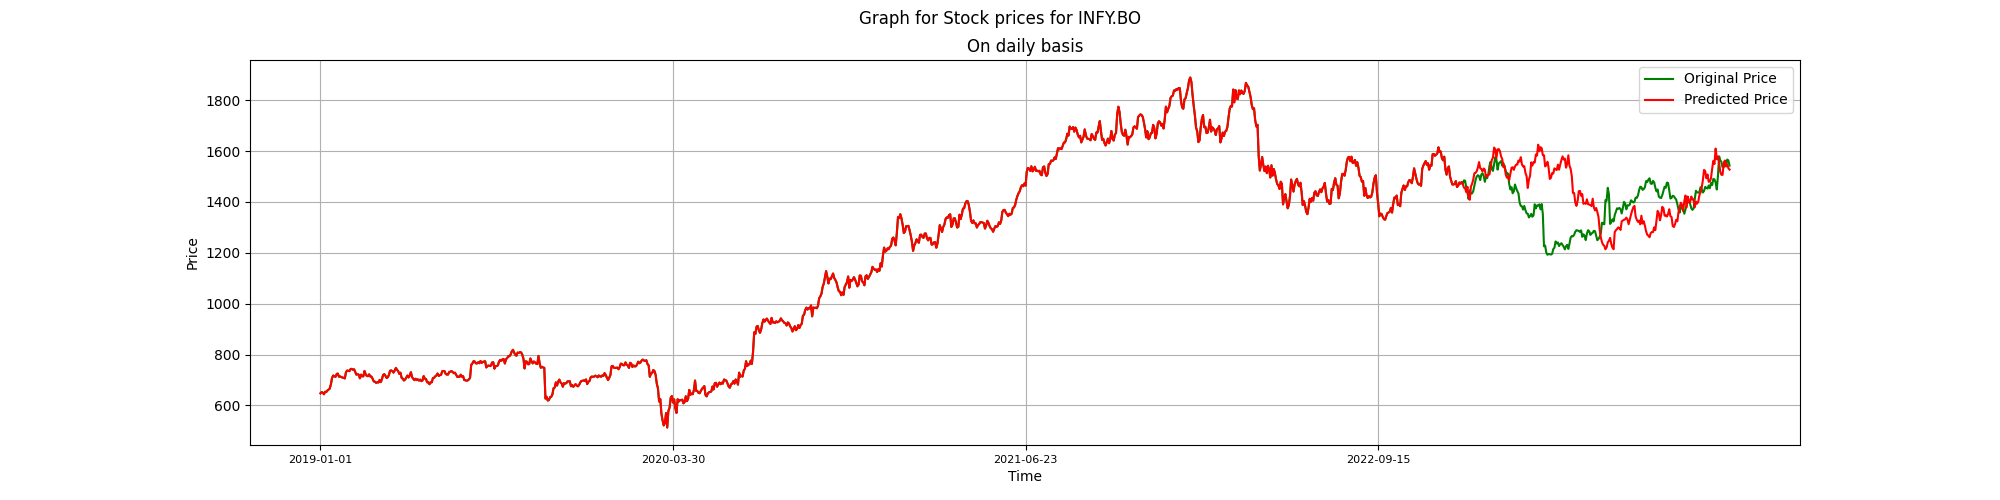 Graph for Stock prices for INFY.BO
On daily basis
Original Price
Predicted Price
Price
1800
1600
1400
1200
1000
800
600
2019-01-01
2020-03-30
2021-06-23
2022-09-15
Time